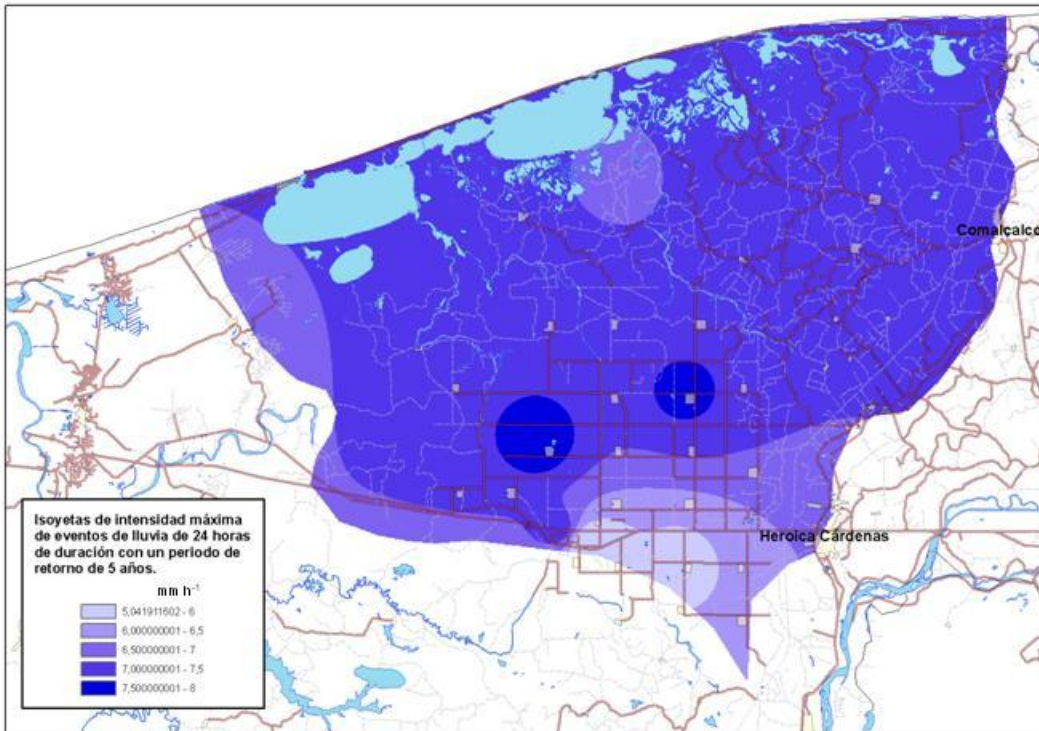 Comalcalco
Heroica Cárdenas
Isoyetas de intensidad máxima
de eventos de lluvia de 24 horas
de duración con un periodo de
retorno de 5 años.
mm h⁻¹
5,041911602 - 6
6,000000001 - 6,5
6,500000001 - 7
7,000000001 - 7,5
7,500000001 - 8